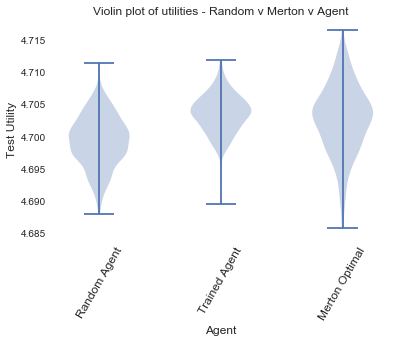 Violin plot of utilities - Random v Merton v Agent
4.715
4.710
4.705
4.700
4.695
4.690
4.685
Test Utility
Random Agent
Trained Agent
Merton Optimal
Agent